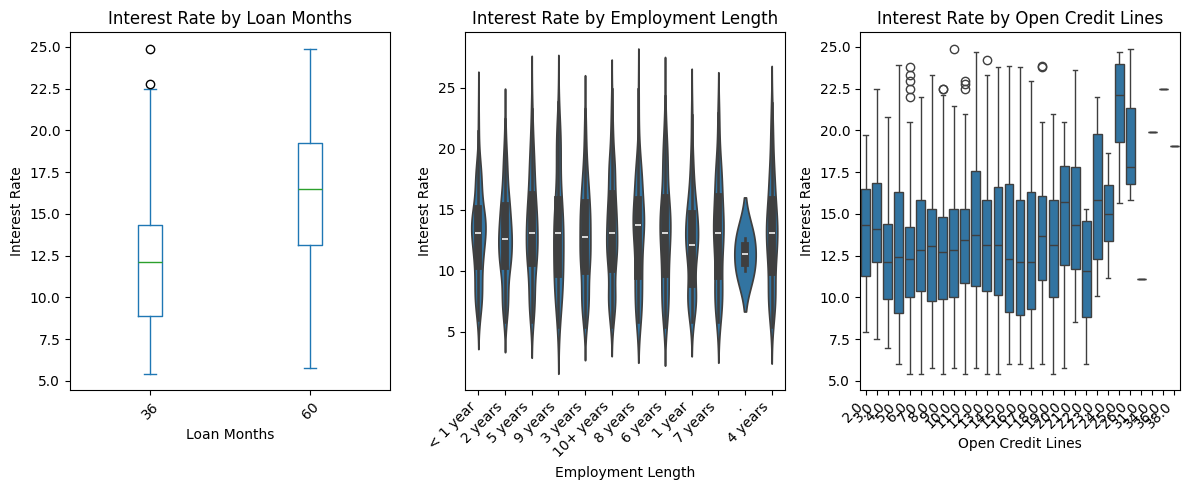 Interest Rate by Loan Months
25.0
22.5
20.0
17.5
15.0
12.5
10.0
7.5
5.0
Interest Rate
36
60
Loan Months
Interest Rate by Employment Length
25
20
15
10
5
Interest Rate
< 1 year
2 years
5 years
9 years
3 years
10+ years
8 years
6 years
1 year
7 years
.
4 years
Employment Length
Interest Rate by Open Credit Lines
25.0
22.5
20.0
17.5
15.0
12.5
10.0
7.5
5.0
Interest Rate
2.0
3.0
4.0
6.0
7.0
8.0
9.0
10.0
11.0
12.0
13.0
14.0
15.0
16.0
17.0
18.0
19.0
20.0
21.0
22.0
23.0
24.0
25.0
26.0
31.0
34.0
36.0
38.0
Open Credit Lines